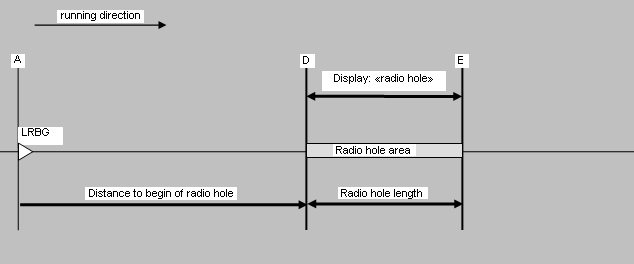 running direction
A
D
E
Display: «radio hole»
LRBG
Radio hole area
Distance to begin of radio hole
Radio hole length